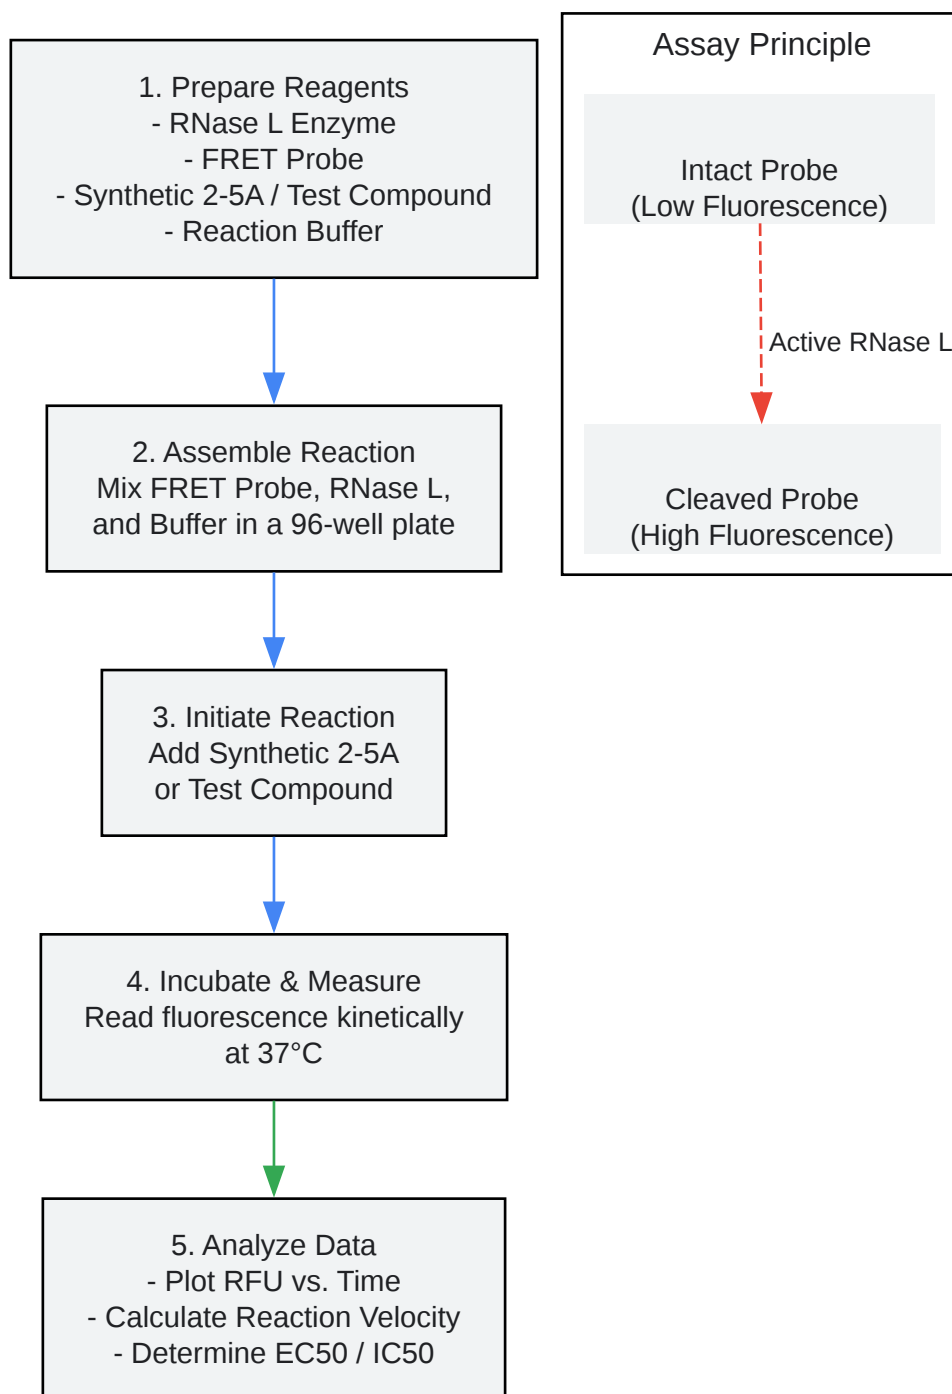 1. Prepare Reagents
- RNase L Enzyme
- FRET Probe
- Synthetic 2-5A / Test Compound
- Reaction Buffer
2. Assemble Reaction
Mix FRET Probe, RNase L,
and Buffer in a 96-well plate
3. Initiate Reaction
Add Synthetic 2-5A
or Test Compound
4. Incubate & Measure
Read fluorescence kinetically
at 37°C
5. Analyze Data
- Plot RFU vs. Time
- Calculate Reaction Velocity
- Determine EC50 / IC50
Assay Principle
Intact Probe
(Low Fluorescence)
Active RNase L
Cleaved Probe
(High Fluorescence)